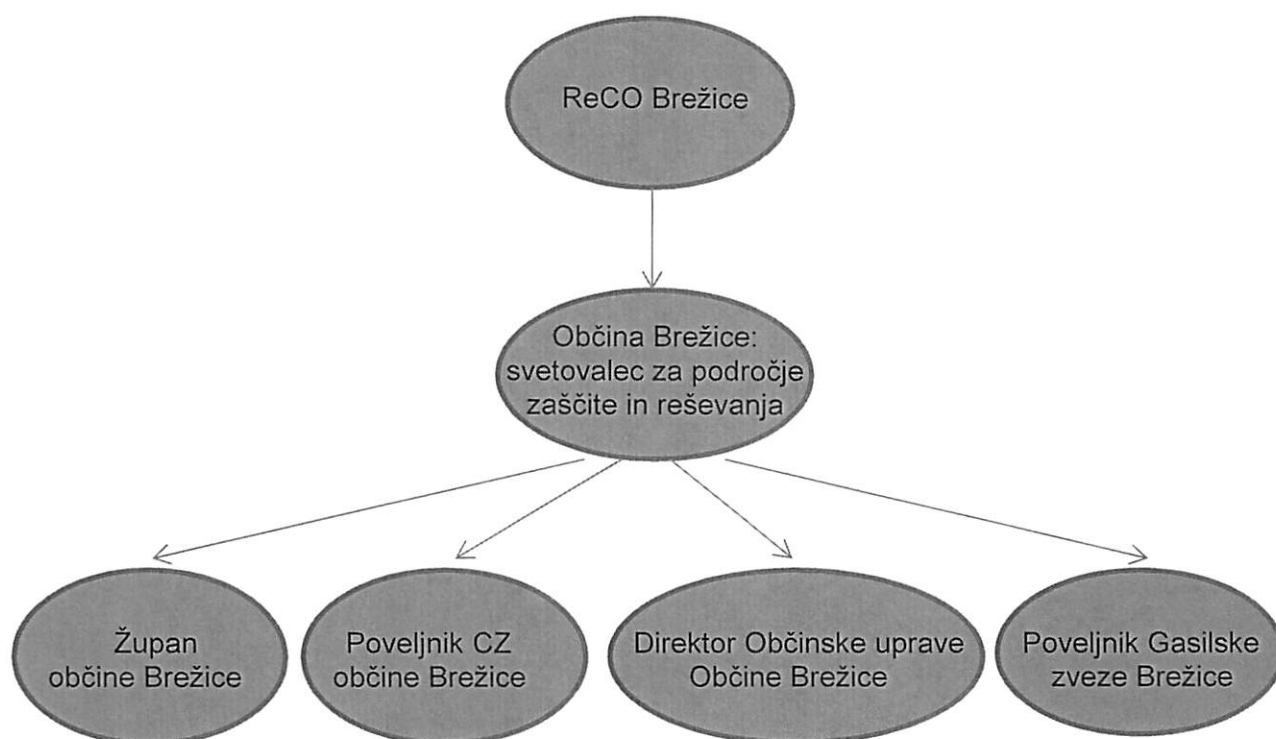 ReCO Brežice
Občina Brežice:
svetovalec za področje
zaščite in reševanja
Župan
občine Brežice
Poveljnik CZ
občine Brežice
Direktor Občinske uprave
Občine Brežice
Poveljnik Gasilske
zveze Brežice